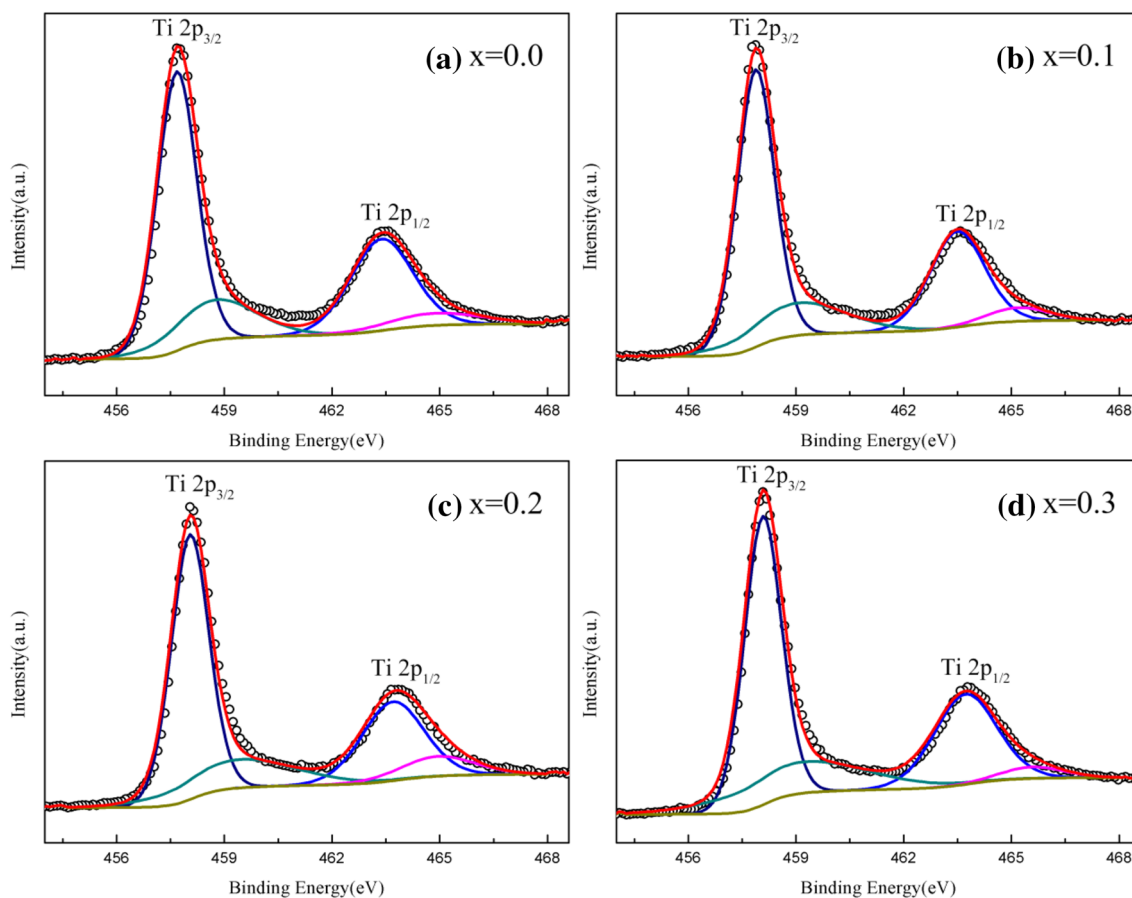 Ti 2p3/2
(a) x=0.0
Ti 2p1/2
Intensity(a.u.)
456 459 462 465 468
Binding Energy(eV)
Ti 2p3/2
(b) x=0.1
Ti 2p1/2
Intensity(a.u.)
456 459 462 465 468
Binding Energy(eV)
Ti 2p3/2
(c) x=0.2
Ti 2p1/2
Intensity(a.u.)
456 459 462 465 468
Binding Energy(eV)
Ti 2p3/2
(d) x=0.3
Ti 2p1/2
Intensity(a.u.)
456 459 462 465 468
Binding Energy(eV)